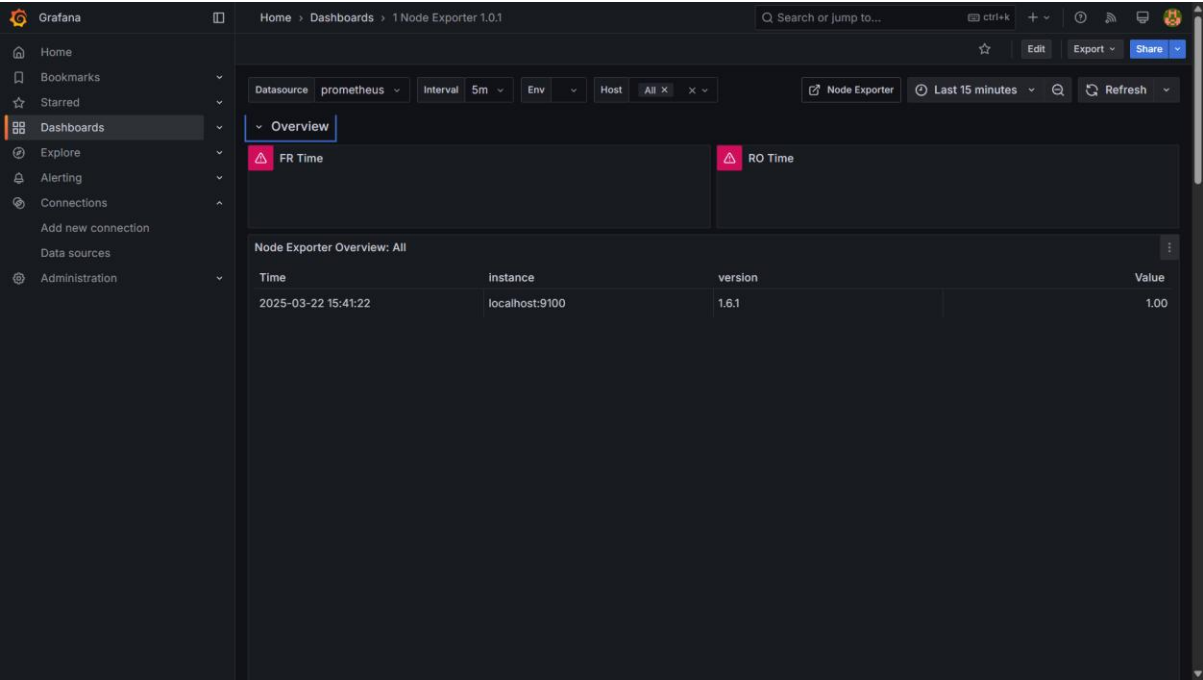 Grafana
Home › Dashboards › 1 Node Exporter 1.0.1
Search or jump to...
ctrl+k
Home
Bookmarks
Starred
Dashboards
Explore
Alerting
Connections
Add new connection
Data sources
Administration
Edit
Export
Share
Datasource prometheus
Interval 5m
Env
Host All
Node Exporter
Last 15 minutes
Refresh
Overview
FR Time
RO Time
Node Exporter Overview: All
Time instance version Value
2025-03-22 15:41:22 localhost:9100 1.6.1 1.00